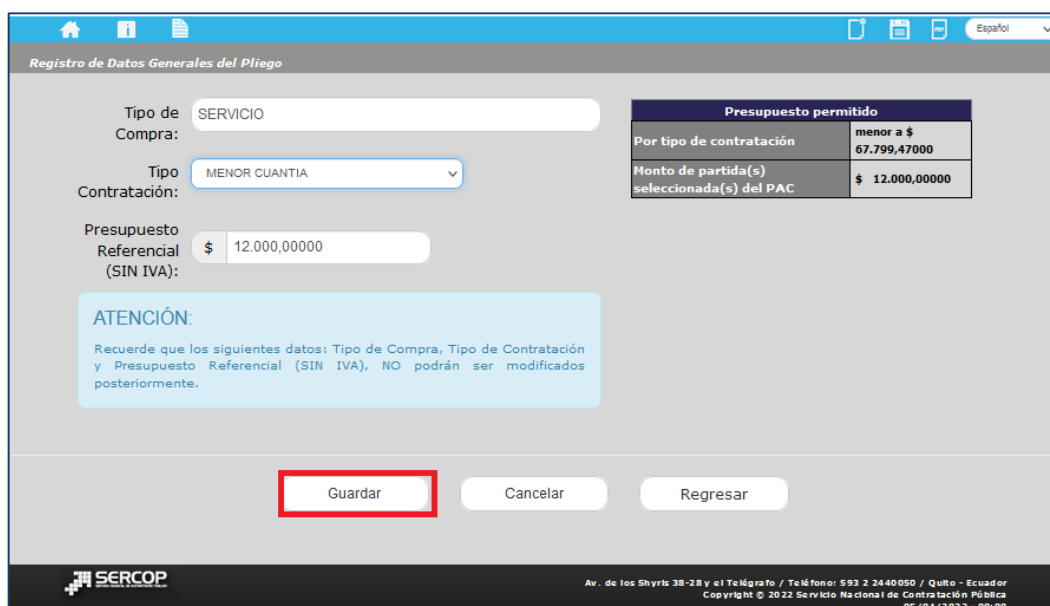 Español
Registro de Datos Generales del Pliego
Tipo de
Compra:
SERVICIO
Tipo
Contratación:
MENOR CUANTIA
Presupuesto
Referencial
(SIN IVA):
$ 12.000,00000
Presupuesto permitido
Por tipo de contratación
menor a $
67.799,47000
Monto de partida(s)
seleccionada(s) del PAC
$ 12.000,00000
ATENCIÓN:
Recuerde que los siguientes datos: Tipo de Compra, Tipo de Contratación
y Presupuesto Referencial (SIN IVA), NO podrán ser modificados
posteriormente.
Guardar
Cancelar
Regresar
SERCOP
Av. de los Shyris 38-28 y el Telégrafo / Teléfono: 593 2 2440050 / Quito - Ecuador
Copyright © 2022 Servicio Nacional de Contratación Pública